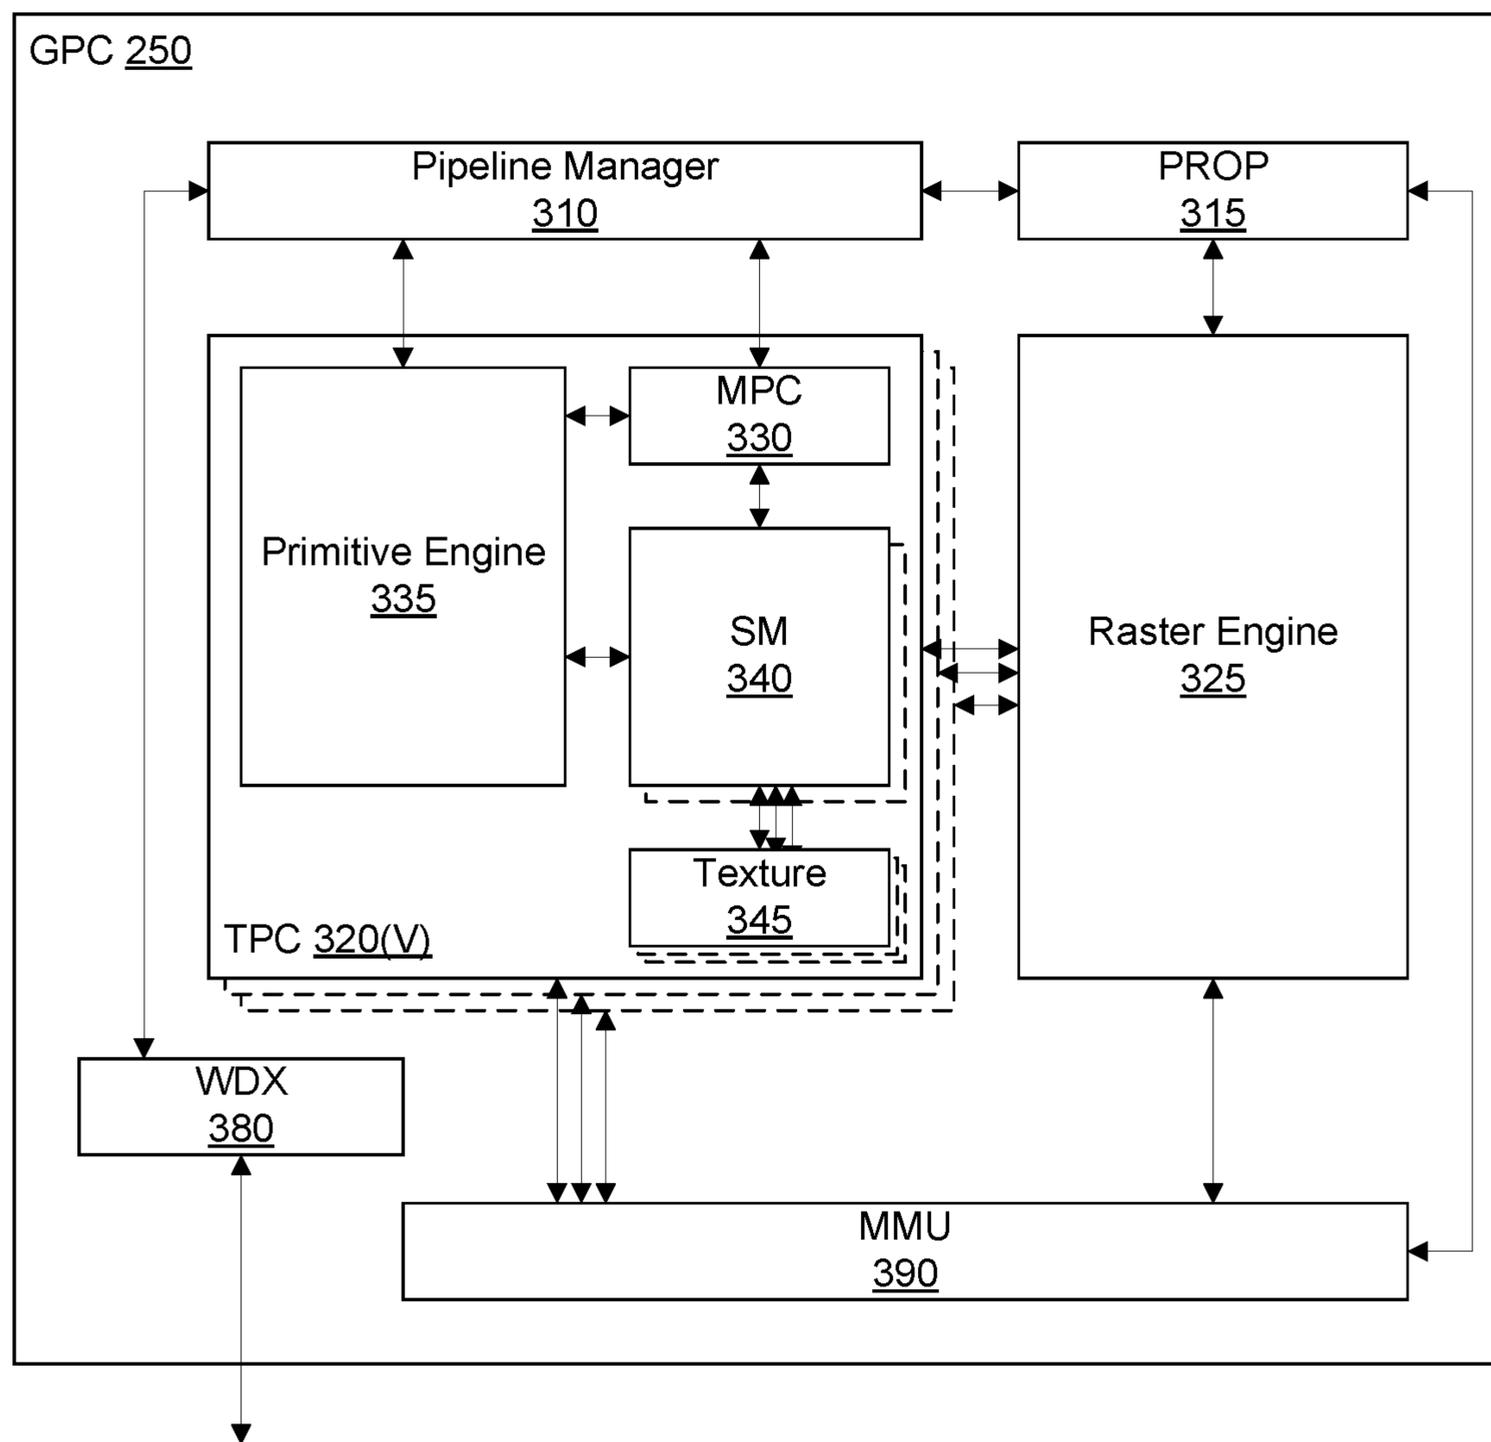 GPC 250
Pipeline Manager
310
PROP
315
MPC
330
Primitive Engine
335
SM
340
Raster Engine
325
Texture
345
TPC 320(V)
WDX
380
MMU
390